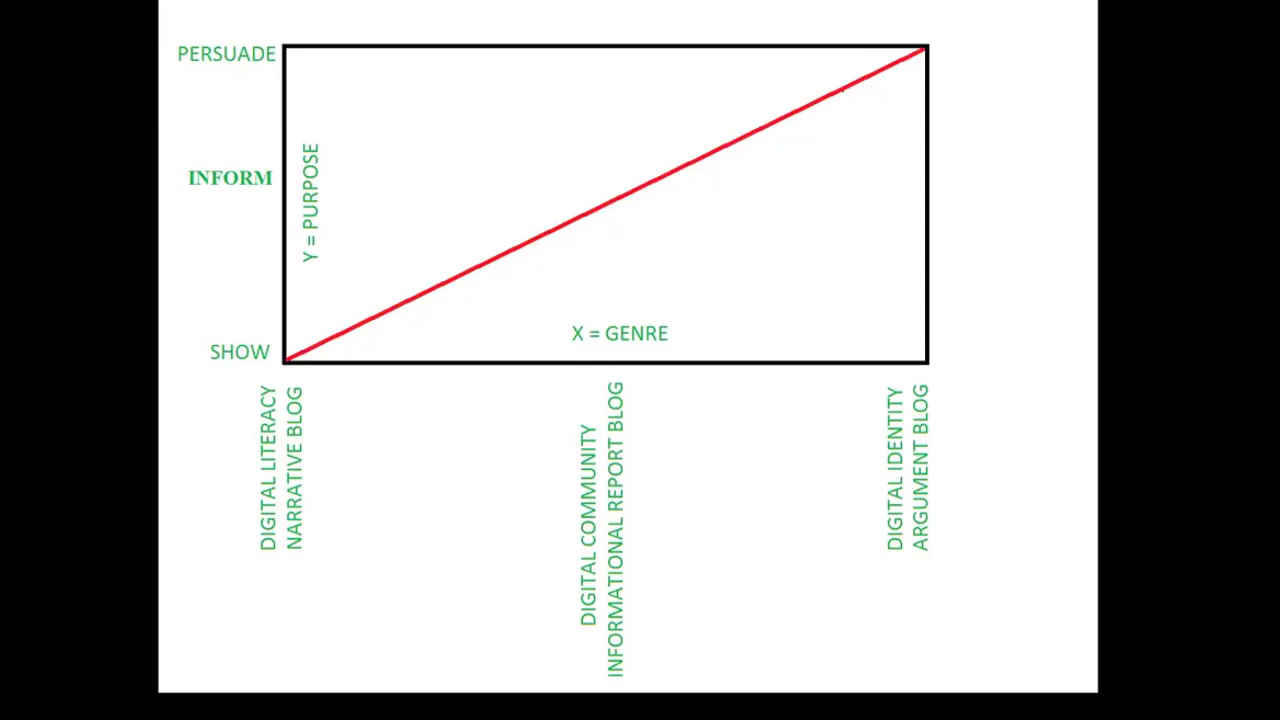 PERSUADE
INFORM
Y = PURPOSE
SHOW
X = GENRE
DIGITAL LITERACY
NARRATIVE BLOG
DIGITAL COMMUNITY
INFORMATIONAL REPORT BLOG
DIGITAL IDENTITY
ARGUMENT BLOG